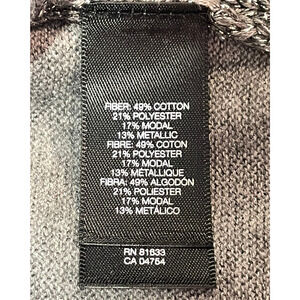 FIBER: 49% COTTON
21% POLYESTER
17% MODAL
13% METALLIC
FIBRE: 49% COTON
21% POLYESTER
17% MODAL
13% MÉTALLIQUE
FIBRA: 49% ALGODÓN
21% POLIESTER
17% MODAL
13% METÁLICO
RN 81633
CA 04754